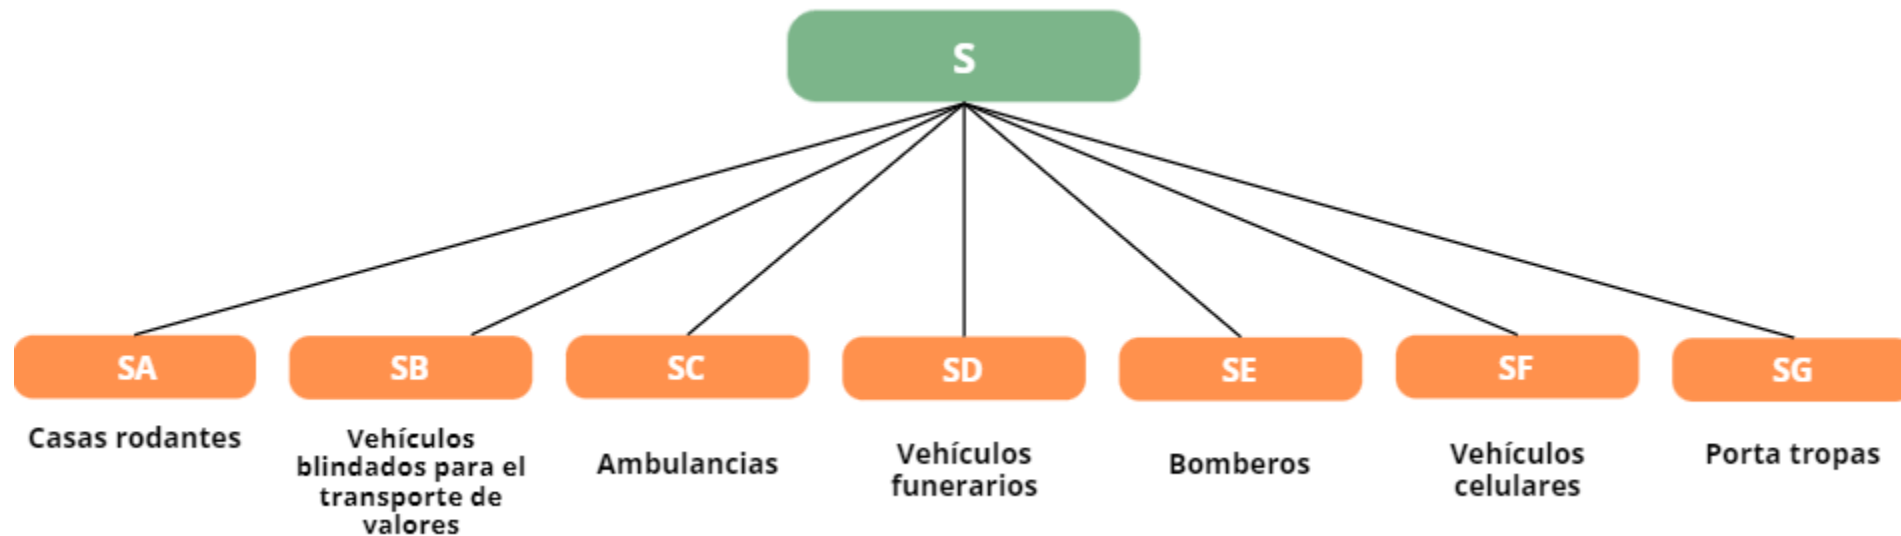 S
SA
SB
SC
SD
SE
SF
SG
Casas rodantes
Vehículos
blindados para el
transporte de
valores
Ambulancias
Vehículos
funerarios
Bomberos
Vehículos
celulares
Porta tropas